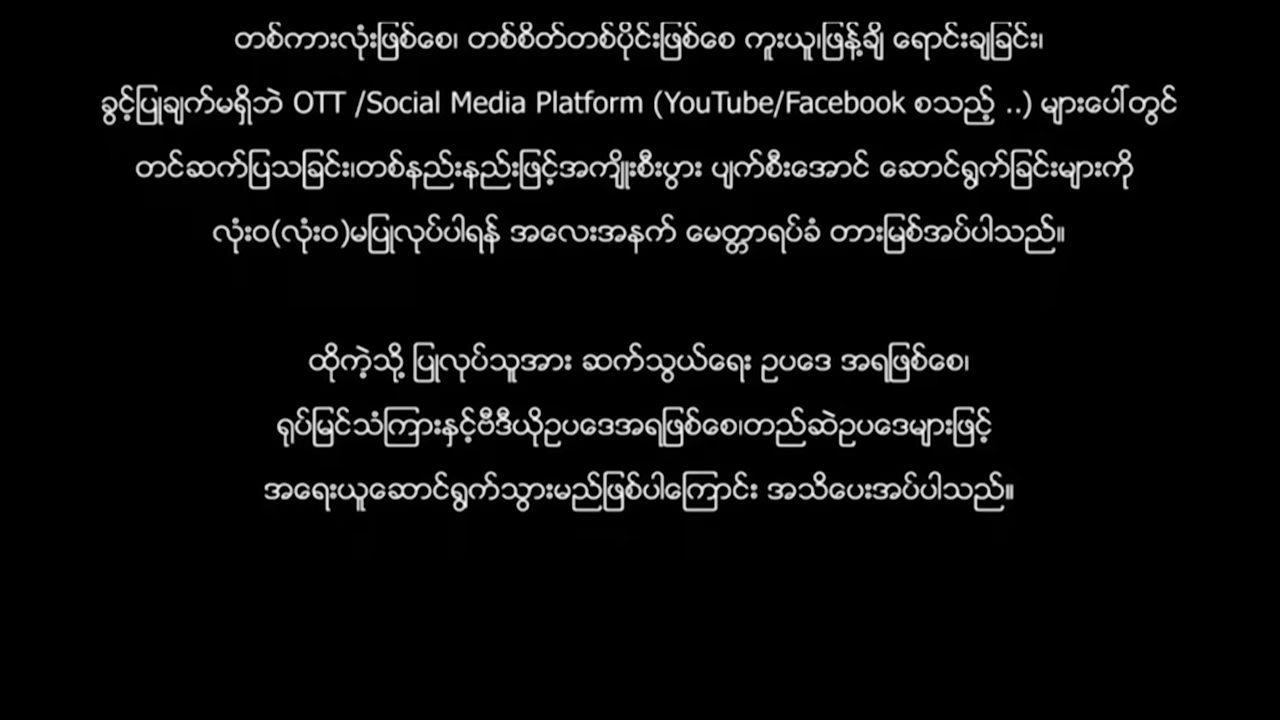 တစ်ကားလုံးဖြစ်စေ၊ တစ်စိတ်တစ်ပိုင်းဖြစ်စေ ကူးယူ၊ဖြန့်ချိ ရောင်းချခြင်း၊
ခွင့်ပြုချက်မရှိဘဲ OTT /Social Media Platform (YouTube/Facebook စသည့် ..) များပေါ်တွင်
တင်ဆက်ပြသခြင်း၊တစ်နည်းနည်းဖြင့်အကျိုးစီးပွား ပျက်စီးအောင် ဆောင်ရွက်ခြင်းများကို
လုံးဝ(လုံးဝ)မပြုလုပ်ပါရန် အလေးအနက် မေတ္တာရပ်ခံ တားမြစ်အပ်ပါသည်။
ထိုကဲ့သို့ ပြုလုပ်သူအား ဆက်သွယ်ရေး ဥပဒေ အရဖြစ်စေ၊
ရုပ်မြင်သံကြားနှင့်ဗီဒီယိုဥပဒေအရဖြစ်စေ၊တည်ဆဲဥပဒေများဖြင့်
အရေးယူဆောင်ရွက်သွားမည်ဖြစ်ပါကြောင်း အသိပေးအပ်ပါသည်။